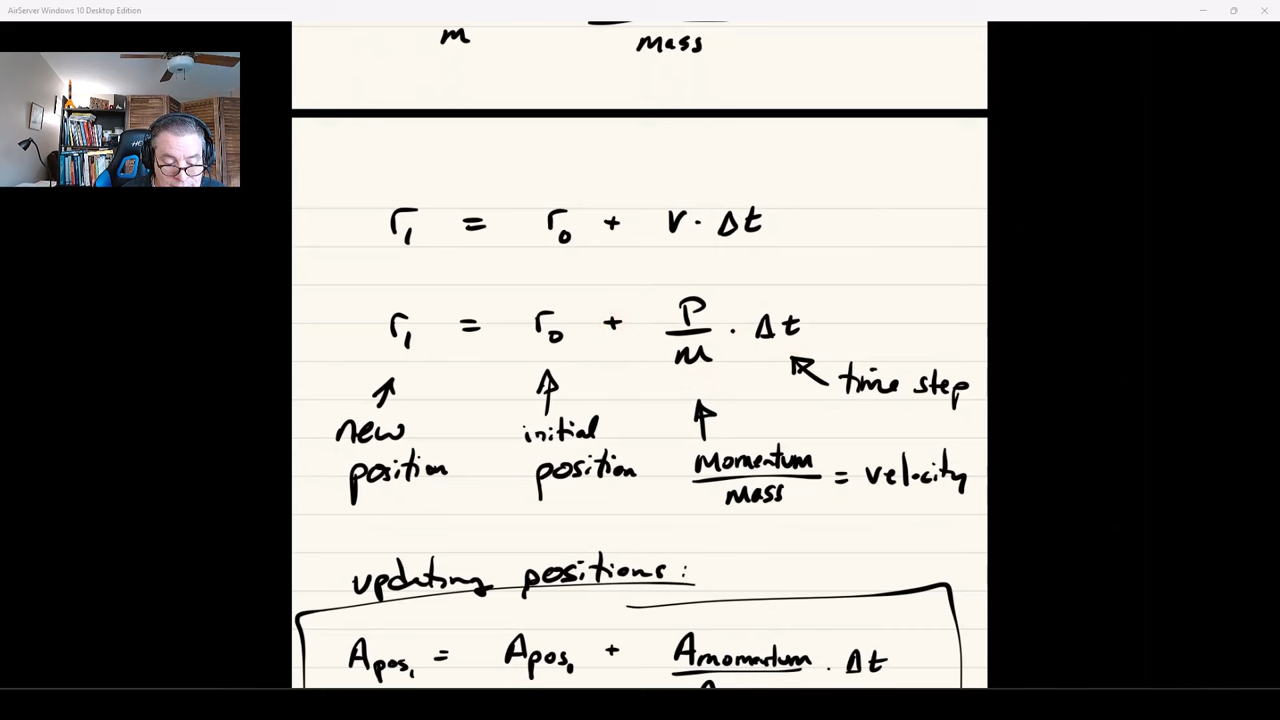 AirServer Windows 10 Desktop Edition
m mass
r₁ = r₀ + v · Δt
r₁ = r₀ + P/m · Δt
time step
new initial
position position
momentum/mass = velocity
updating positions:
Apos₁ = Apos₀ + Amomentum · Δt